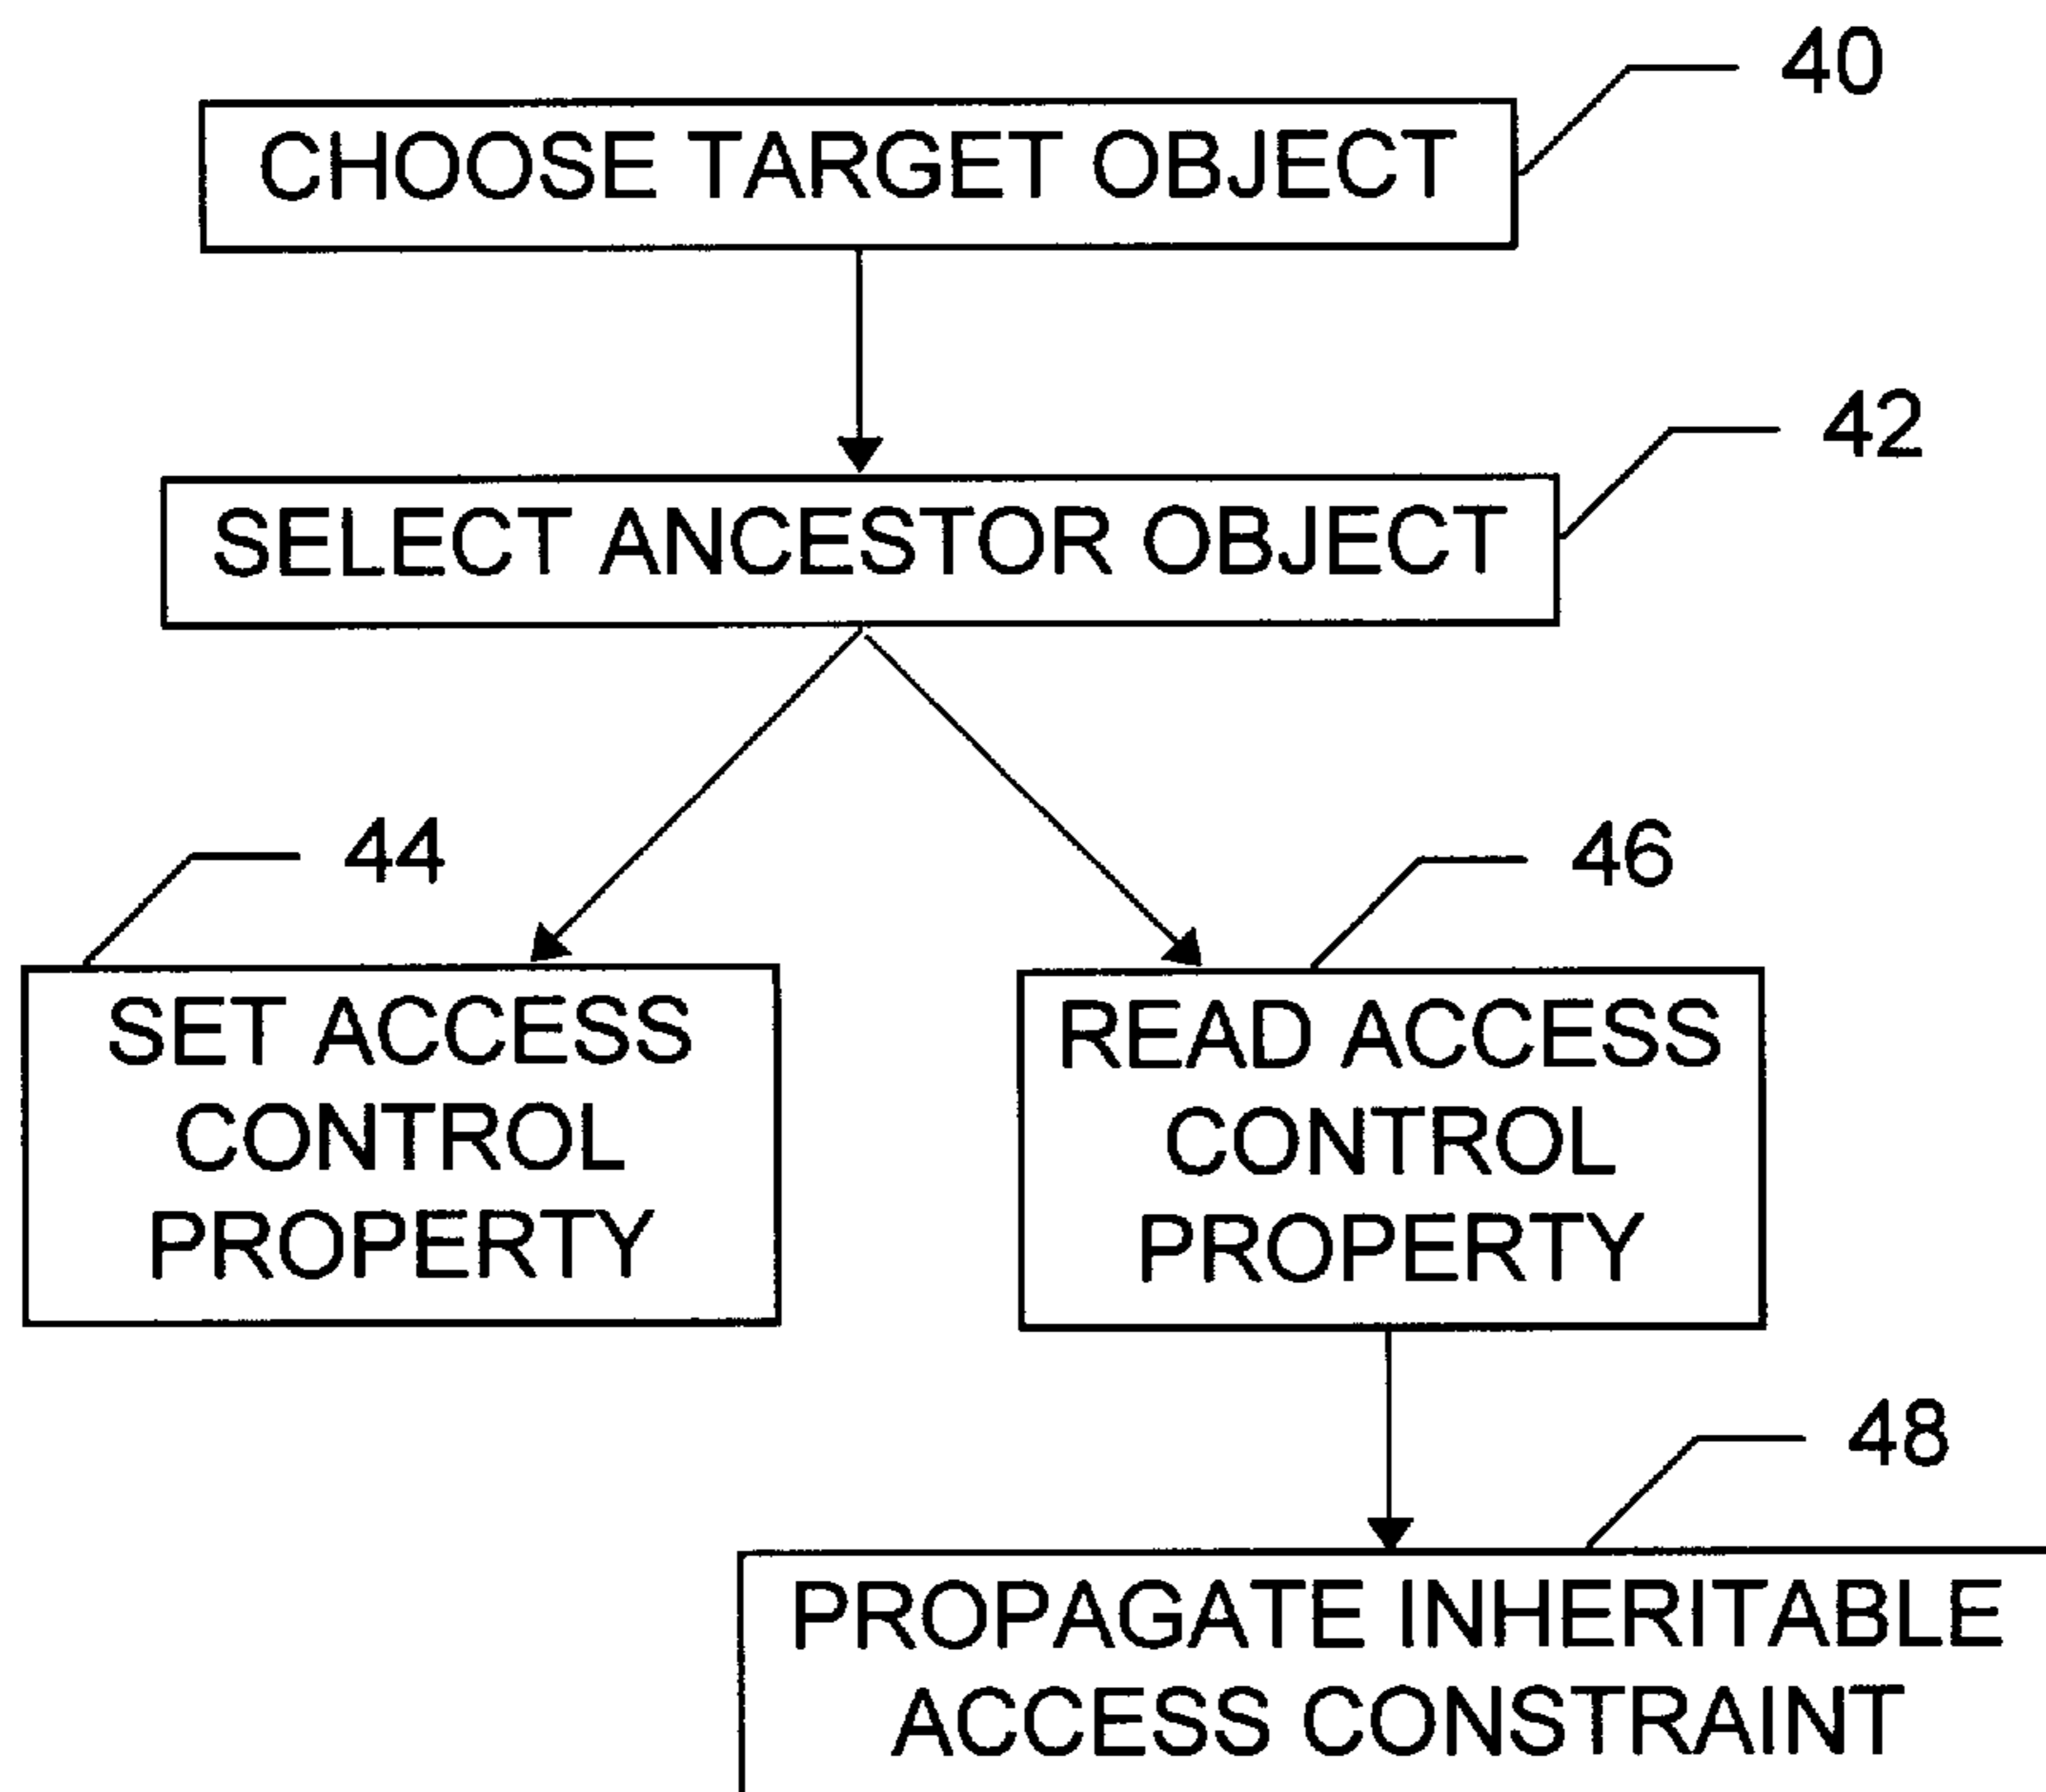 40
CHOOSE TARGET OBJECT
42
SELECT ANCESTOR OBJECT
44
46
SET ACCESS
CONTROL
PROPERTY
READ ACCESS
CONTROL
PROPERTY
48
PROPAGATE INHERITABLE
ACCESS CONSTRAINT